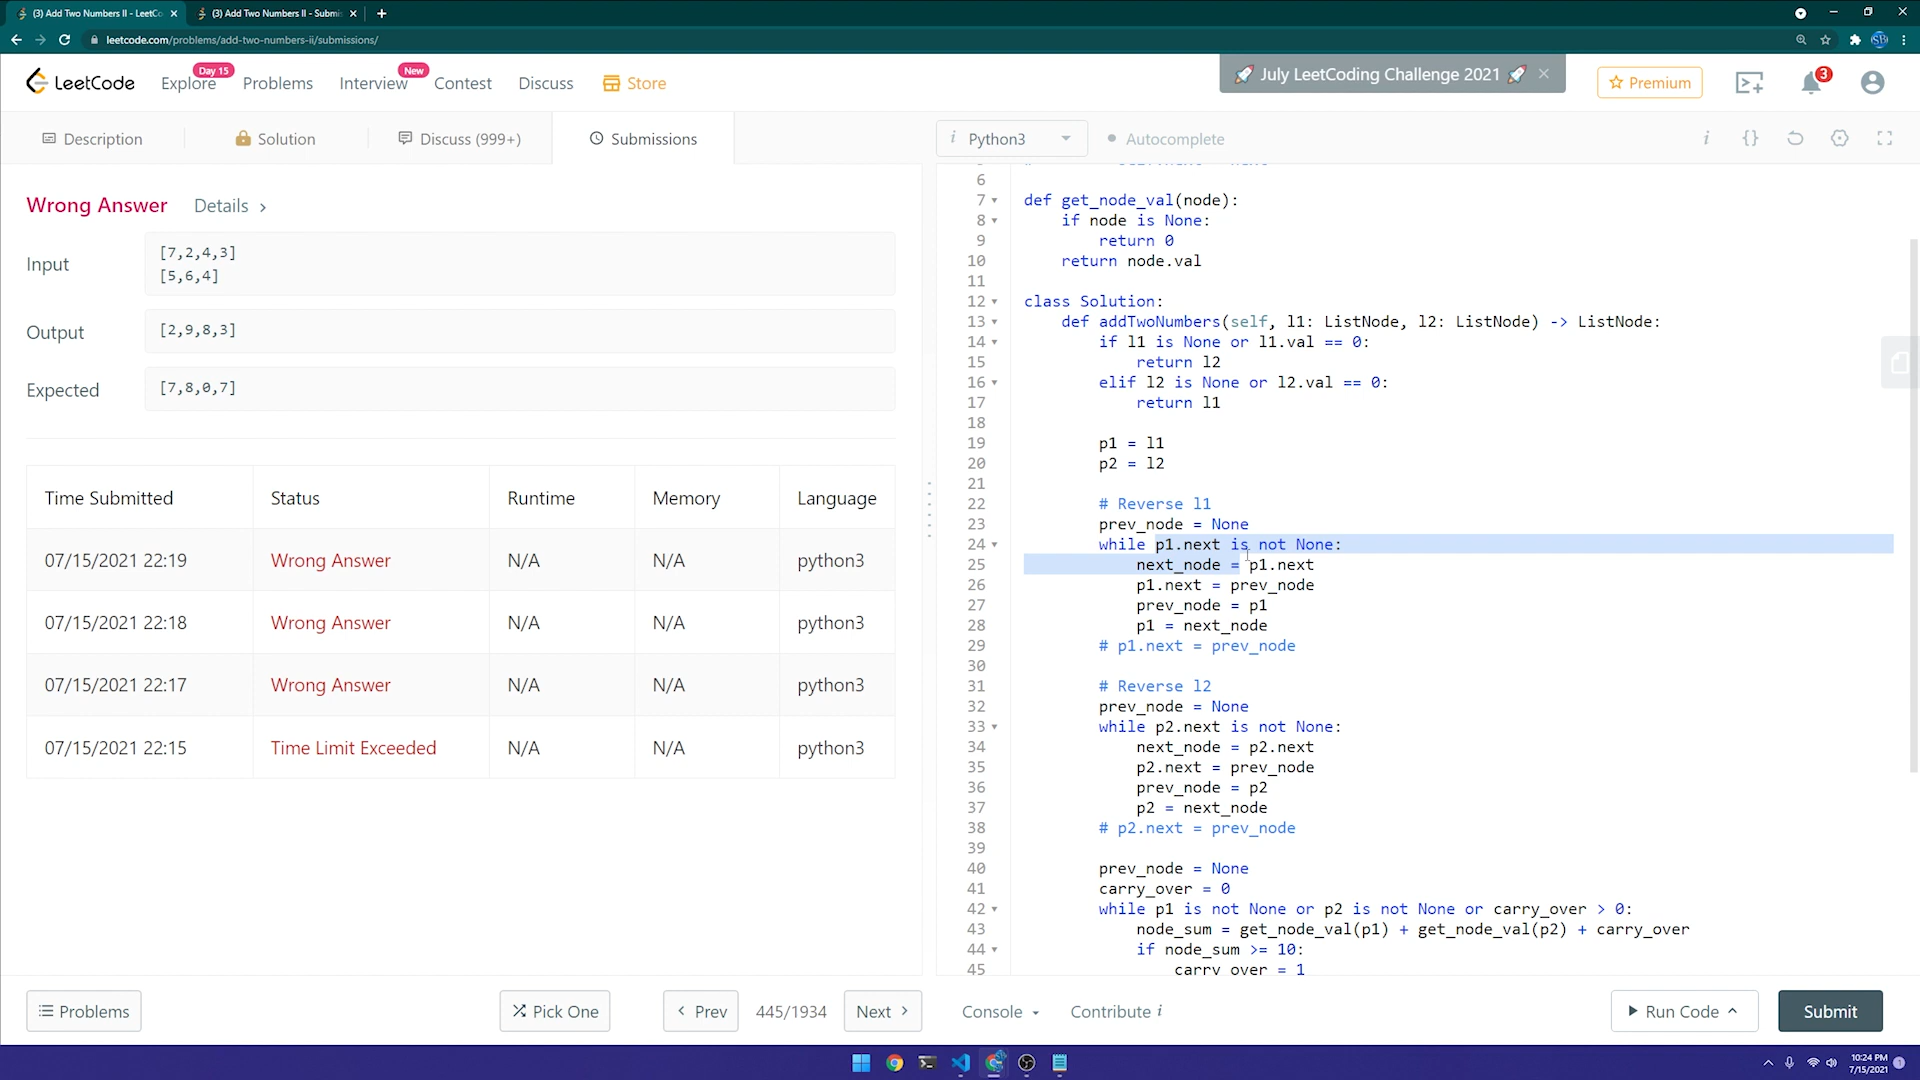 (3) Add Two Numbers II - LeetCo
(3) Add Two Numbers II - Submi
leetcode.com/problems/add-two-numbers-ii/submissions/
LeetCode
Explore
Day 15
Problems
Interview
New
Contest
Discuss
Store
July LeetCoding Challenge 2021
Premium
3
Description
Solution
Discuss (999+)
Submissions
i Python3
Autocomplete
Wrong Answer Details >
Input
[7,2,4,3]
[5,6,4]
Output
[2,9,8,3]
Expected
[7,8,0,7]
Time Submitted Status Runtime Memory Language
07/15/2021 22:19 Wrong Answer N/A N/A python3
07/15/2021 22:18 Wrong Answer N/A N/A python3
07/15/2021 22:17 Wrong Answer N/A N/A python3
07/15/2021 22:15 Time Limit Exceeded N/A N/A python3
6
7 def get_node_val(node):
8 if node is None:
9 return 0
10 return node.val
11
12 class Solution:
13 def addTwoNumbers(self, l1: ListNode, l2: ListNode) -> ListNode:
14 if l1 is None or l1.val == 0:
15 return l2
16 elif l2 is None or l2.val == 0:
17 return l1
18
19 p1 = l1
20 p2 = l2
21
22 # Reverse l1
23 prev_node = None
24 while p1.next is not None:
25 next_node = p1.next
26 p1.next = prev_node
27 prev_node = p1
28 p1 = next_node
29 # p1.next = prev_node
30
31 # Reverse l2
32 prev_node = None
33 while p2.next is not None:
34 next_node = p2.next
35 p2.next = prev_node
36 prev_node = p2
37 p2 = next_node
38 # p2.next = prev_node
39
40 prev_node = None
41 carry_over = 0
42 while p1 is not None or p2 is not None or carry_over > 0:
43 node_sum = get_node_val(p1) + get_node_val(p2) + carry_over
44 if node_sum >= 10:
45 carry_over = 1
Problems
Pick One
< Prev
445/1934
Next >
Console
Contribute i
Run Code
Submit
10:24 PM
7/15/2021